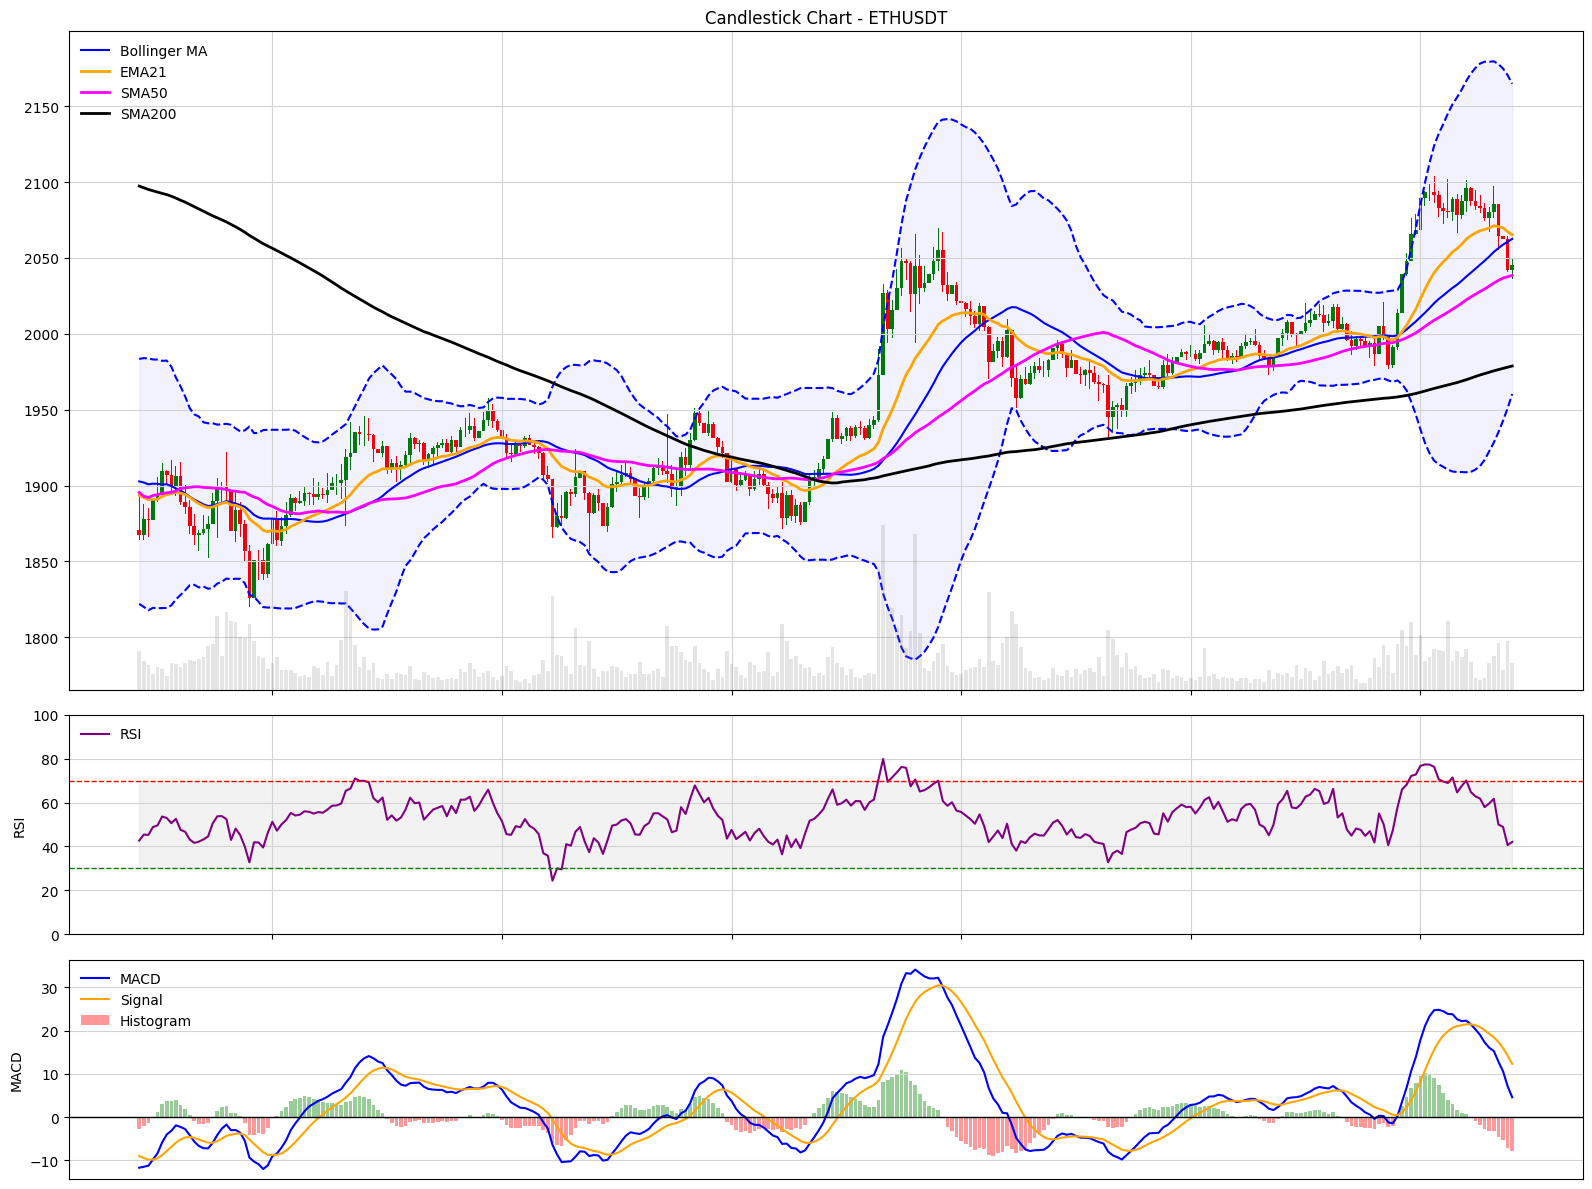 Candlestick Chart - ETHUSDT
Bollinger MA
EMA21
SMA50
SMA200
2150
2100
2050
2000
1950
1900
1850
1800
RSI
100
80
60
40
20
0
RSI
MACD
Signal
Histogram
30
20
10
0
−10
MACD